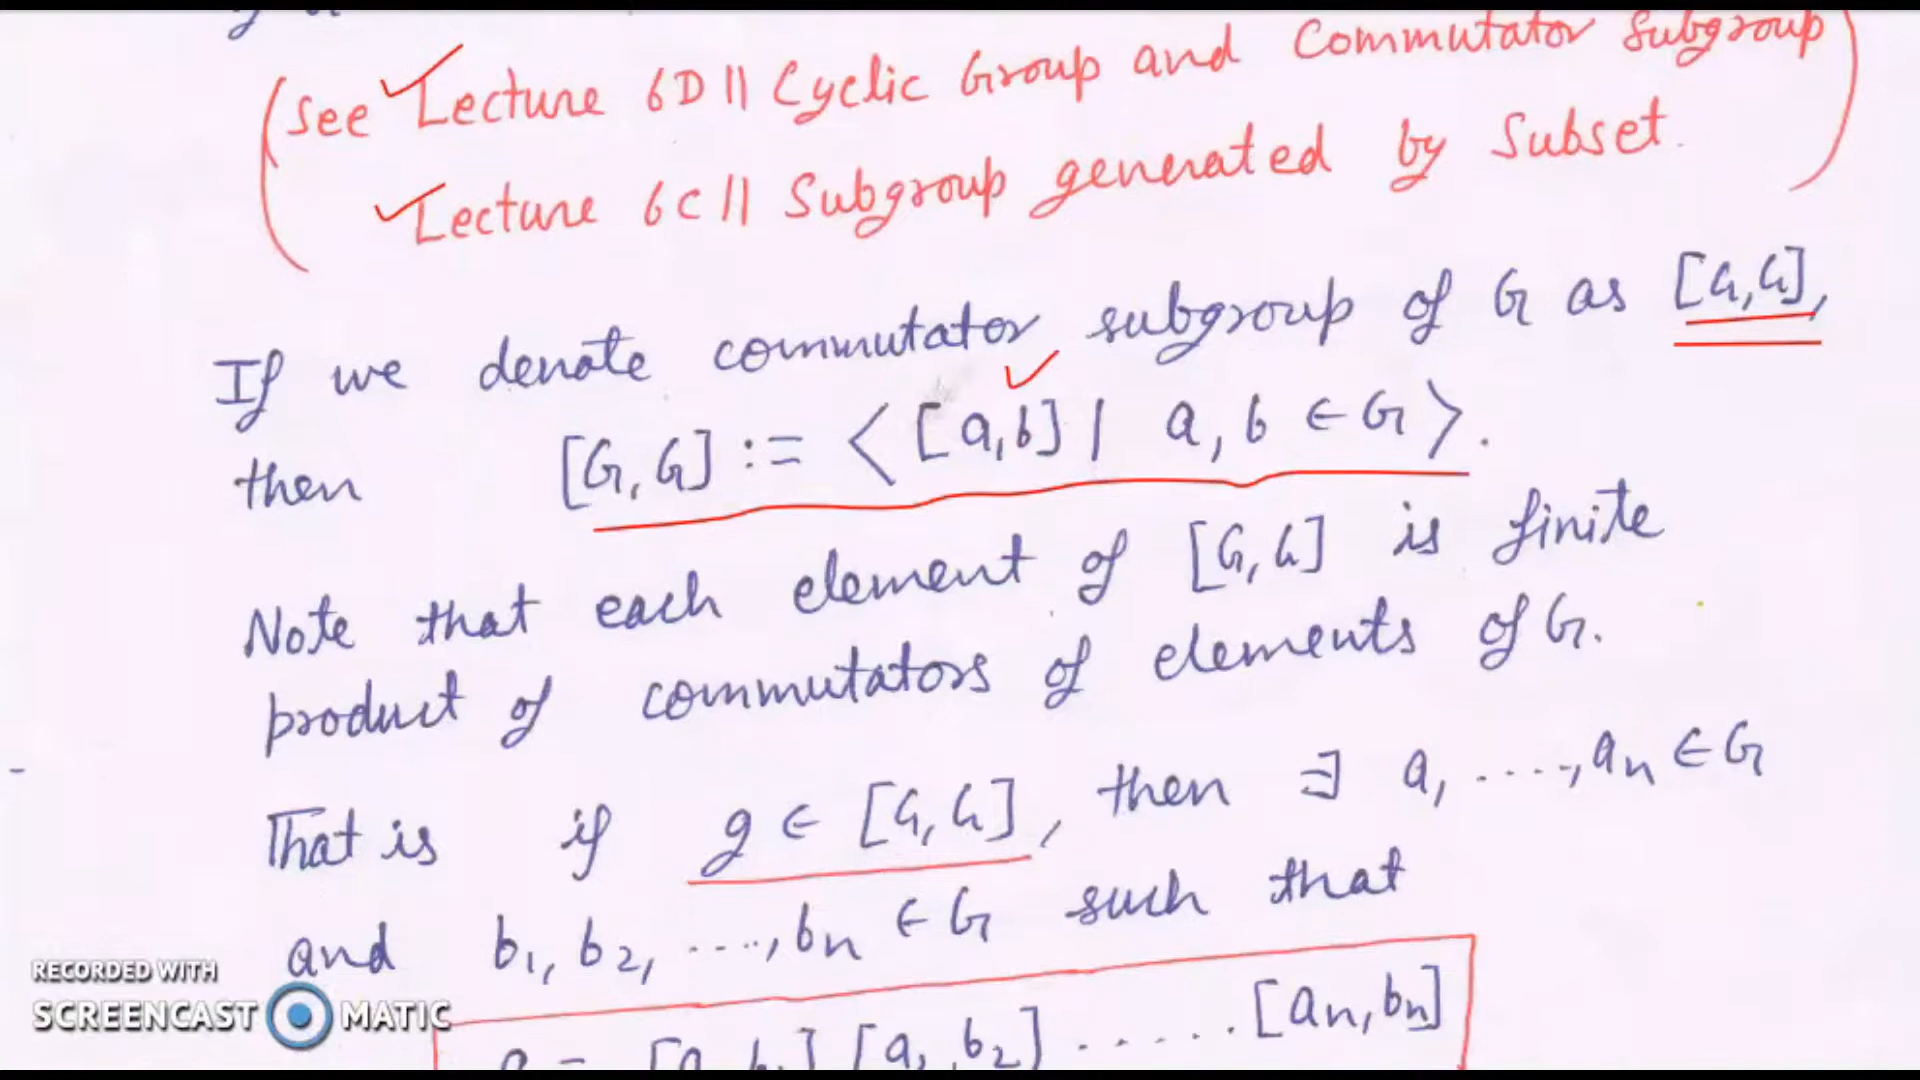 (See Lecture 6D || Cyclic Group and Commutator Subgroup
Lecture 6C || Subgroup generated by Subset.)
If we denote commutator subgroup of G as [G,G],
then [G,G] := < [a,b] | a, b ∈ G >.
Note that each element of [G,G] is finite
product of commutators of elements of G.
That is if g ∈ [G,G], then ∃ a₁ ....., aₙ ∈ G
and b₁, b₂, ...., bₙ ∈ G such that
[a₁, b₂] ..... [aₙ, bₙ]
RECORDED WITH
SCREENCAST MATIC